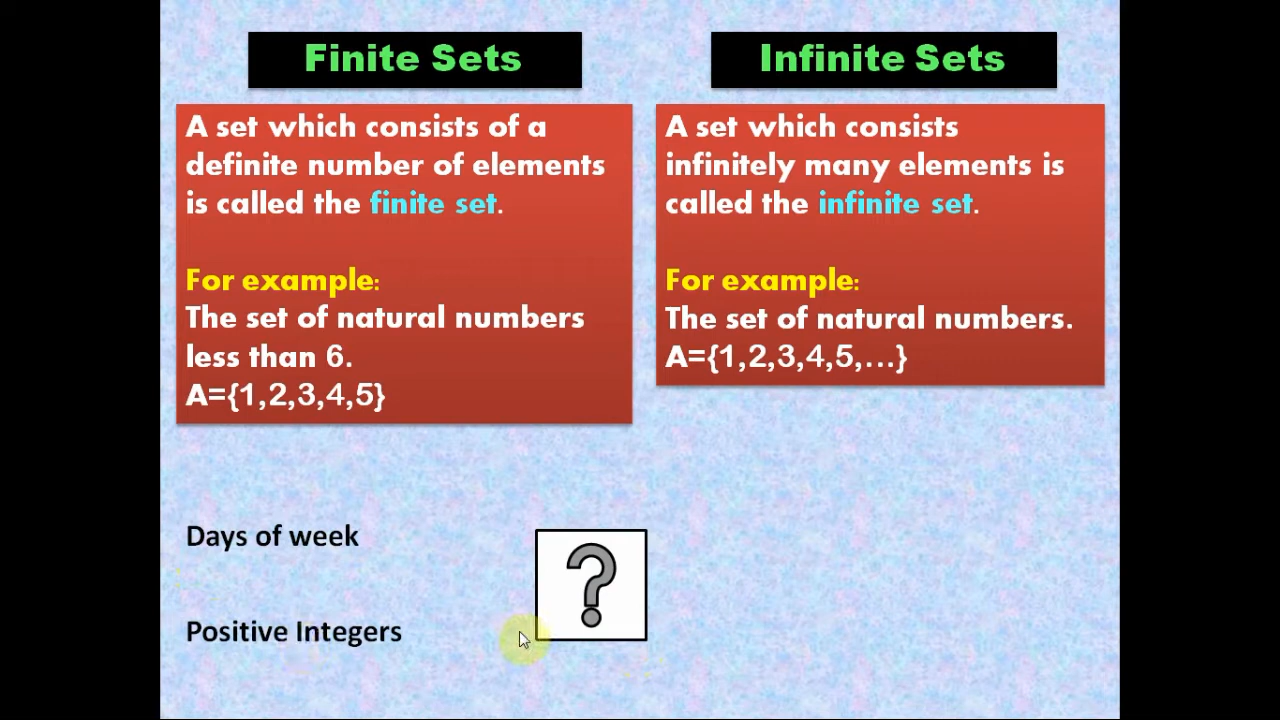 Finite Sets
A set which consists of a
definite number of elements
is called the finite set.
For example:
The set of natural numbers
less than 6.
A={1,2,3,4,5}
Infinite Sets
A set which consists
infinitely many elements is
called the infinite set.
For example:
The set of natural numbers.
A={1,2,3,4,5,...}
Days of week
?
Positive Integers